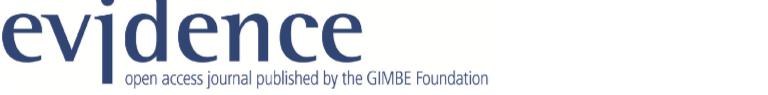 evidence
open access journal published by the GIMBE Foundation